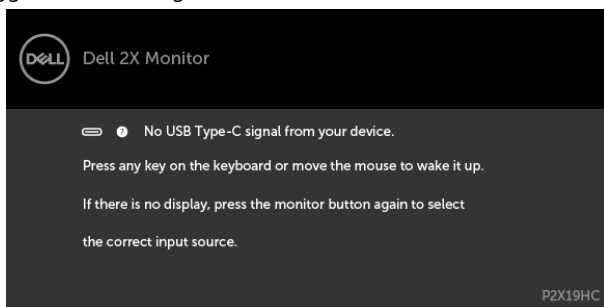 DELL
Dell 2X Monitor
? No USB Type-C signal from your device.
Press any key on the keyboard or move the mouse to wake it up.
If there is no display, press the monitor button again to select
the correct input source.
P2X19HC